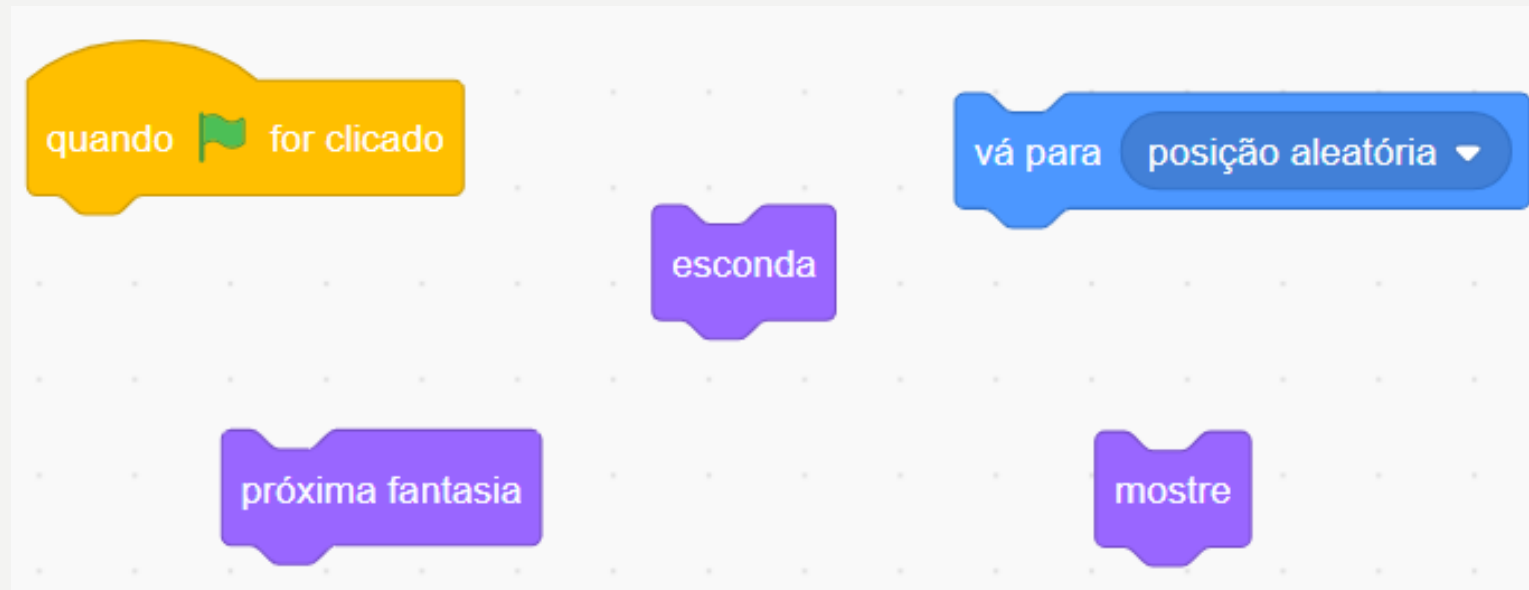 quando for clicado
vá para posição aleatória
esconda
próxima fantasia
mostre